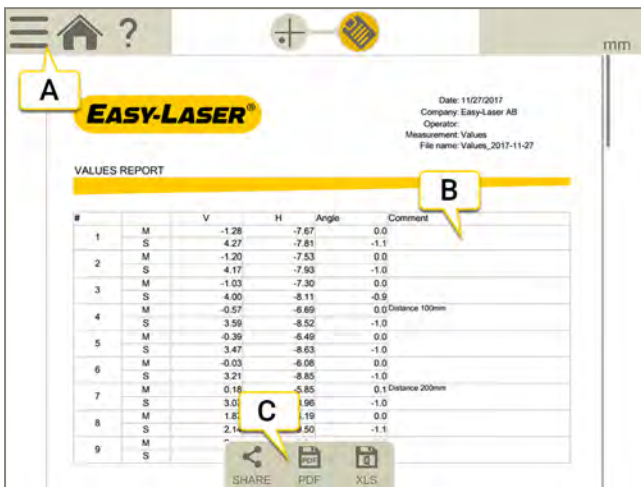 ?
mm
A
EASY-LASER®
Date: 11/27/2017
Company: Easy-Laser AB
Operator:
Measurement: Values
File name: Values_2017-11-27
VALUES REPORT
B
# V H Angle Comment
1 M -1.28 -7.67 0.0
S 4.27 -7.81 -1.1
2 M -1.20 -7.53 0.0
S 4.17 -7.93 -1.0
3 M -1.03 -7.30 0.0
S 4.00 -8.11 -0.9
4 M -0.57 -6.69 0.0 Distance 100mm
S 3.59 -8.52 -1.0
5 M -0.39 -6.49 0.0
S 3.47 -8.63 -1.0
6 M -0.03 -6.08 0.0
S 3.21 -8.85 -1.0
7 M 0.18 -5.85 0.1 Distance 200mm
S -1.0
8 M 0.0
S -1.1
9 M
S
C
PDF
SHARE PDF XLS